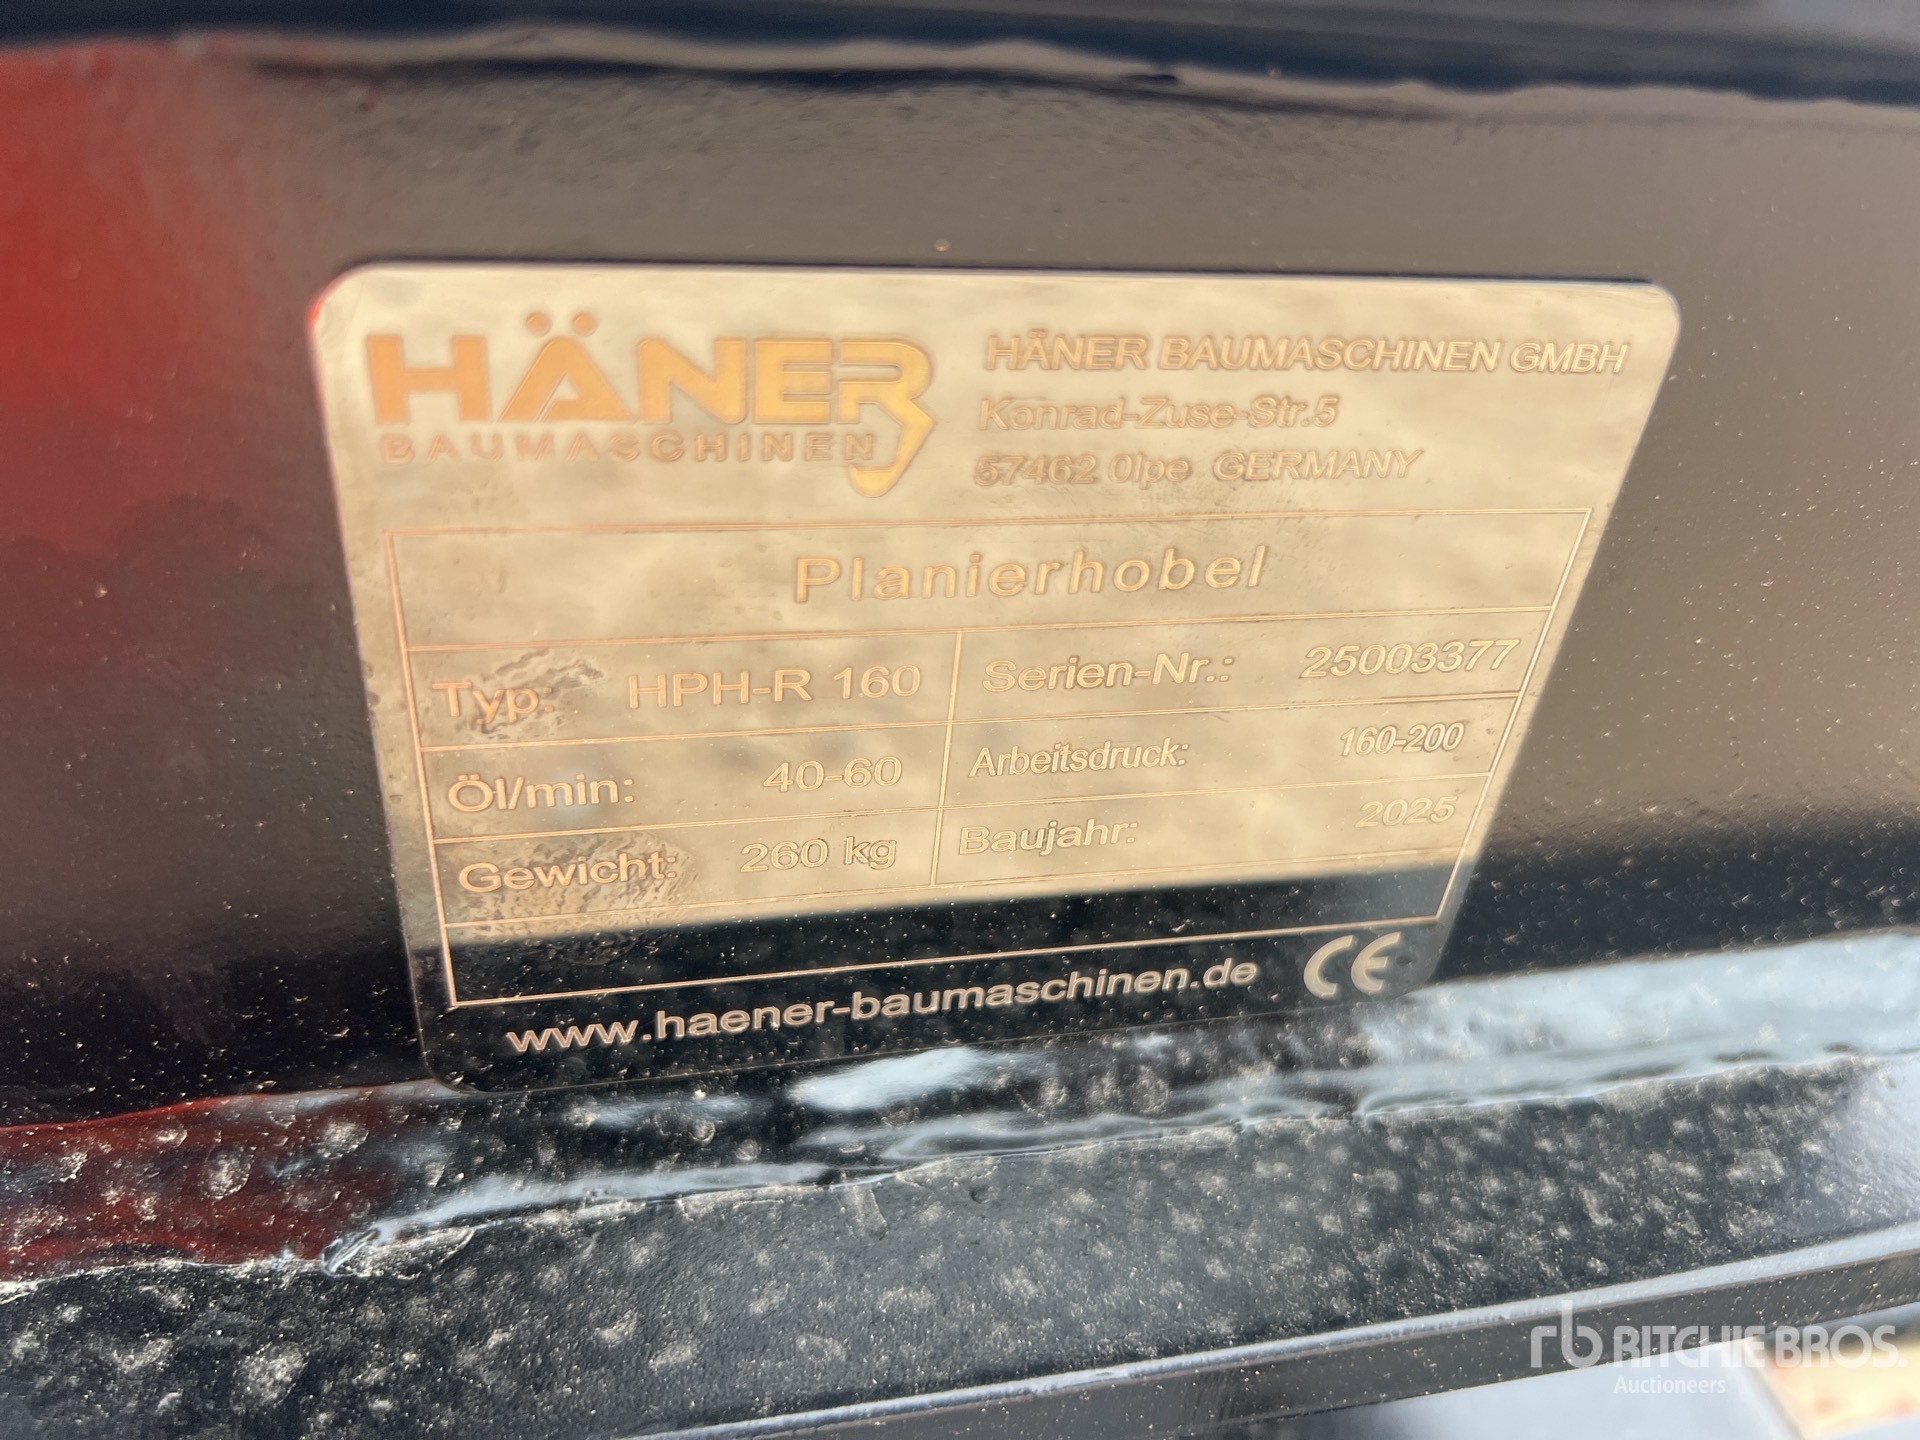 HÄNER
BAUMASCHINEN
HÄNER BAUMASCHINEN GMBH
Konrad-Zuse-Str.5
57462 Olpe GERMANY
Planierhobel
Typ: HPH-R 160 Serien-Nr.: 25003377
Öl/min: 40-60 Arbeitsdruck: 160-200
Gewicht: 260 kg Baujahr: 2025
www.haener-baumaschinen.de CE
rb RITCHIE BROS.
Auctioneers